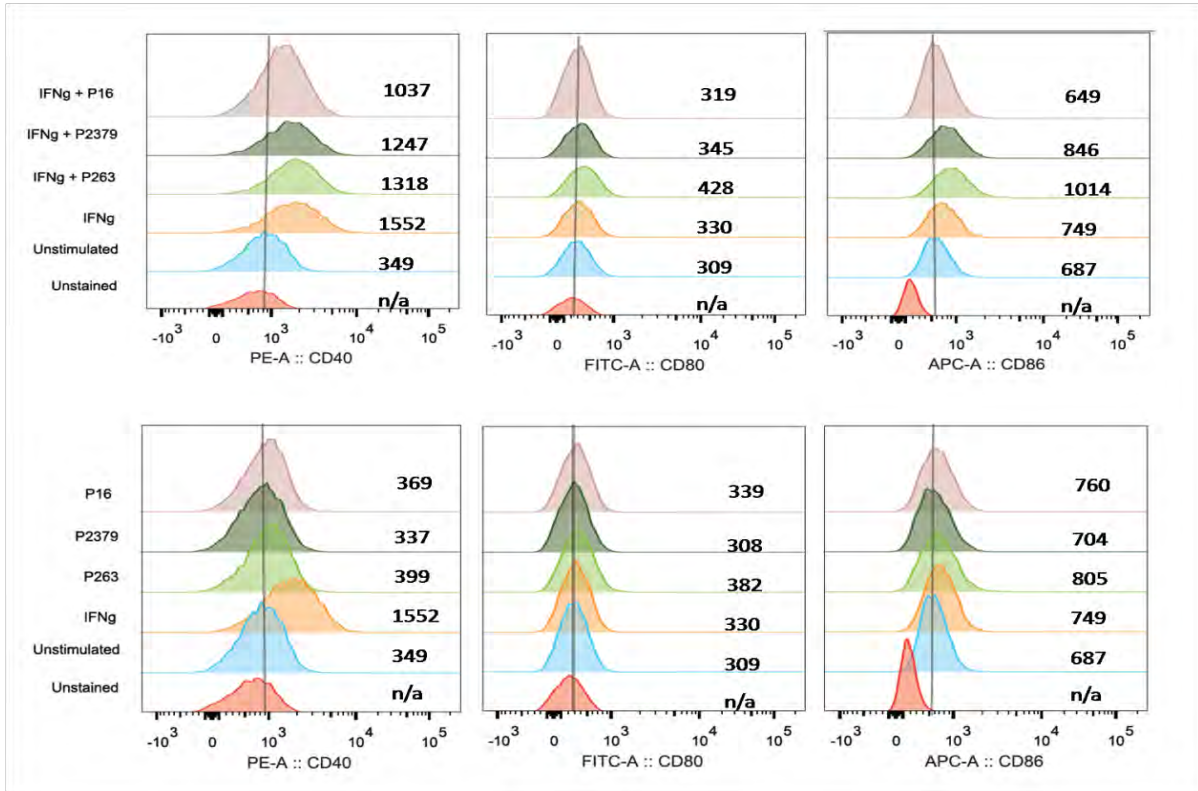 IFNg + P16 1037 319 649
IFNg + P2379 1247 345 846
IFNg + P263 1318 428 1014
IFNg 1552 330 749
Unstimulated 349 309 687
Unstained n/a n/a n/a
-10³ 0 10³ 10⁴ 10⁵ -10³ 0 10³ 10⁴ 10⁵ -10³ 0 10³ 10⁴ 10⁵
PE-A :: CD40 FITC-A :: CD80 APC-A :: CD86
P16 369 339 760
P2379 337 308 704
P263 399 382 805
IFNg 1552 330 749
Unstimulated 349 309 687
Unstained n/a n/a n/a
-10³ 0 10³ 10⁴ 10⁵ -10³ 0 10³ 10⁴ 10⁵ -10³ 0 10³ 10⁴ 10⁵
PE-A :: CD40 FITC-A :: CD80 APC-A :: CD86